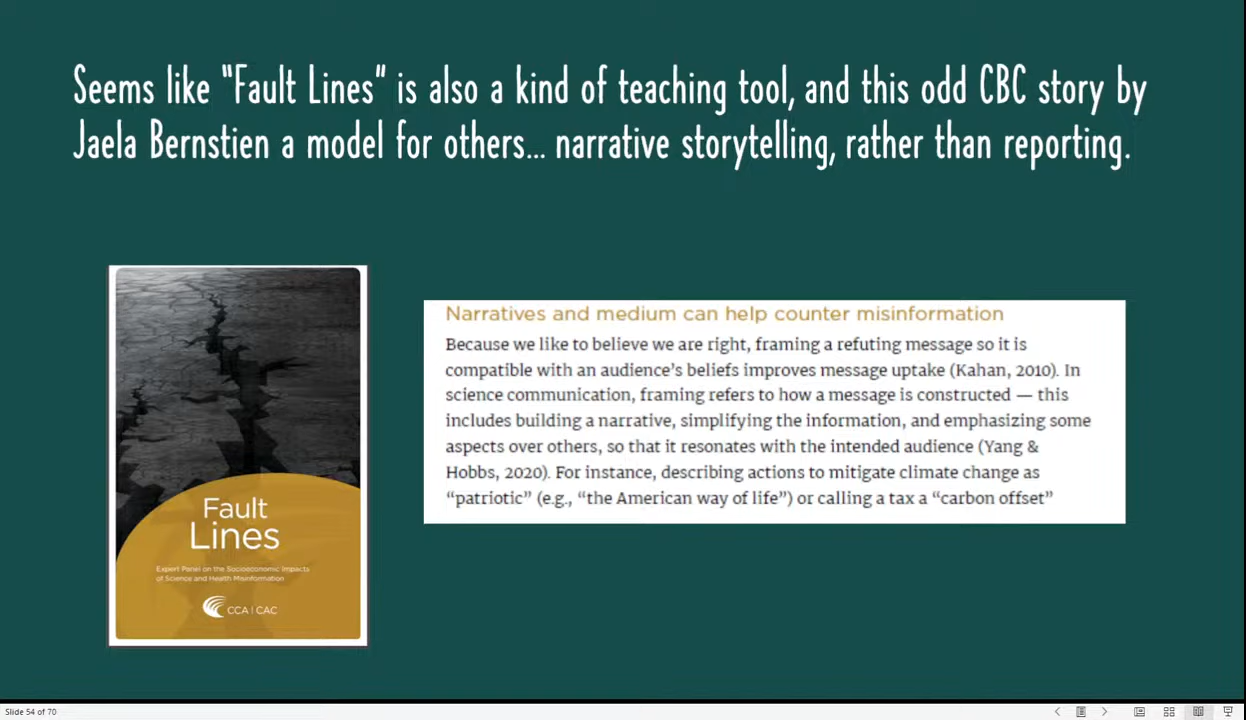 Seems like "Fault Lines" is also a kind of teaching tool, and this odd CBC story by
Jaela Bernstien a model for others... narrative storytelling, rather than reporting.
Fault
Lines
Expert Panel on the Socioeconomic Impacts
of Science and Health Misinformation
CCA | CAC
Narratives and medium can help counter misinformation
Because we like to believe we are right, framing a refuting message so it is
compatible with an audience's beliefs improves message uptake (Kahan, 2010). In
science communication, framing refers to how a message is constructed — this
includes building a narrative, simplifying the information, and emphasizing some
aspects over others, so that it resonates with the intended audience (Yang &
Hobbs, 2020). For instance, describing actions to mitigate climate change as
"patriotic" (e.g., "the American way of life") or calling a tax a "carbon offset"
Slide 54 of 70